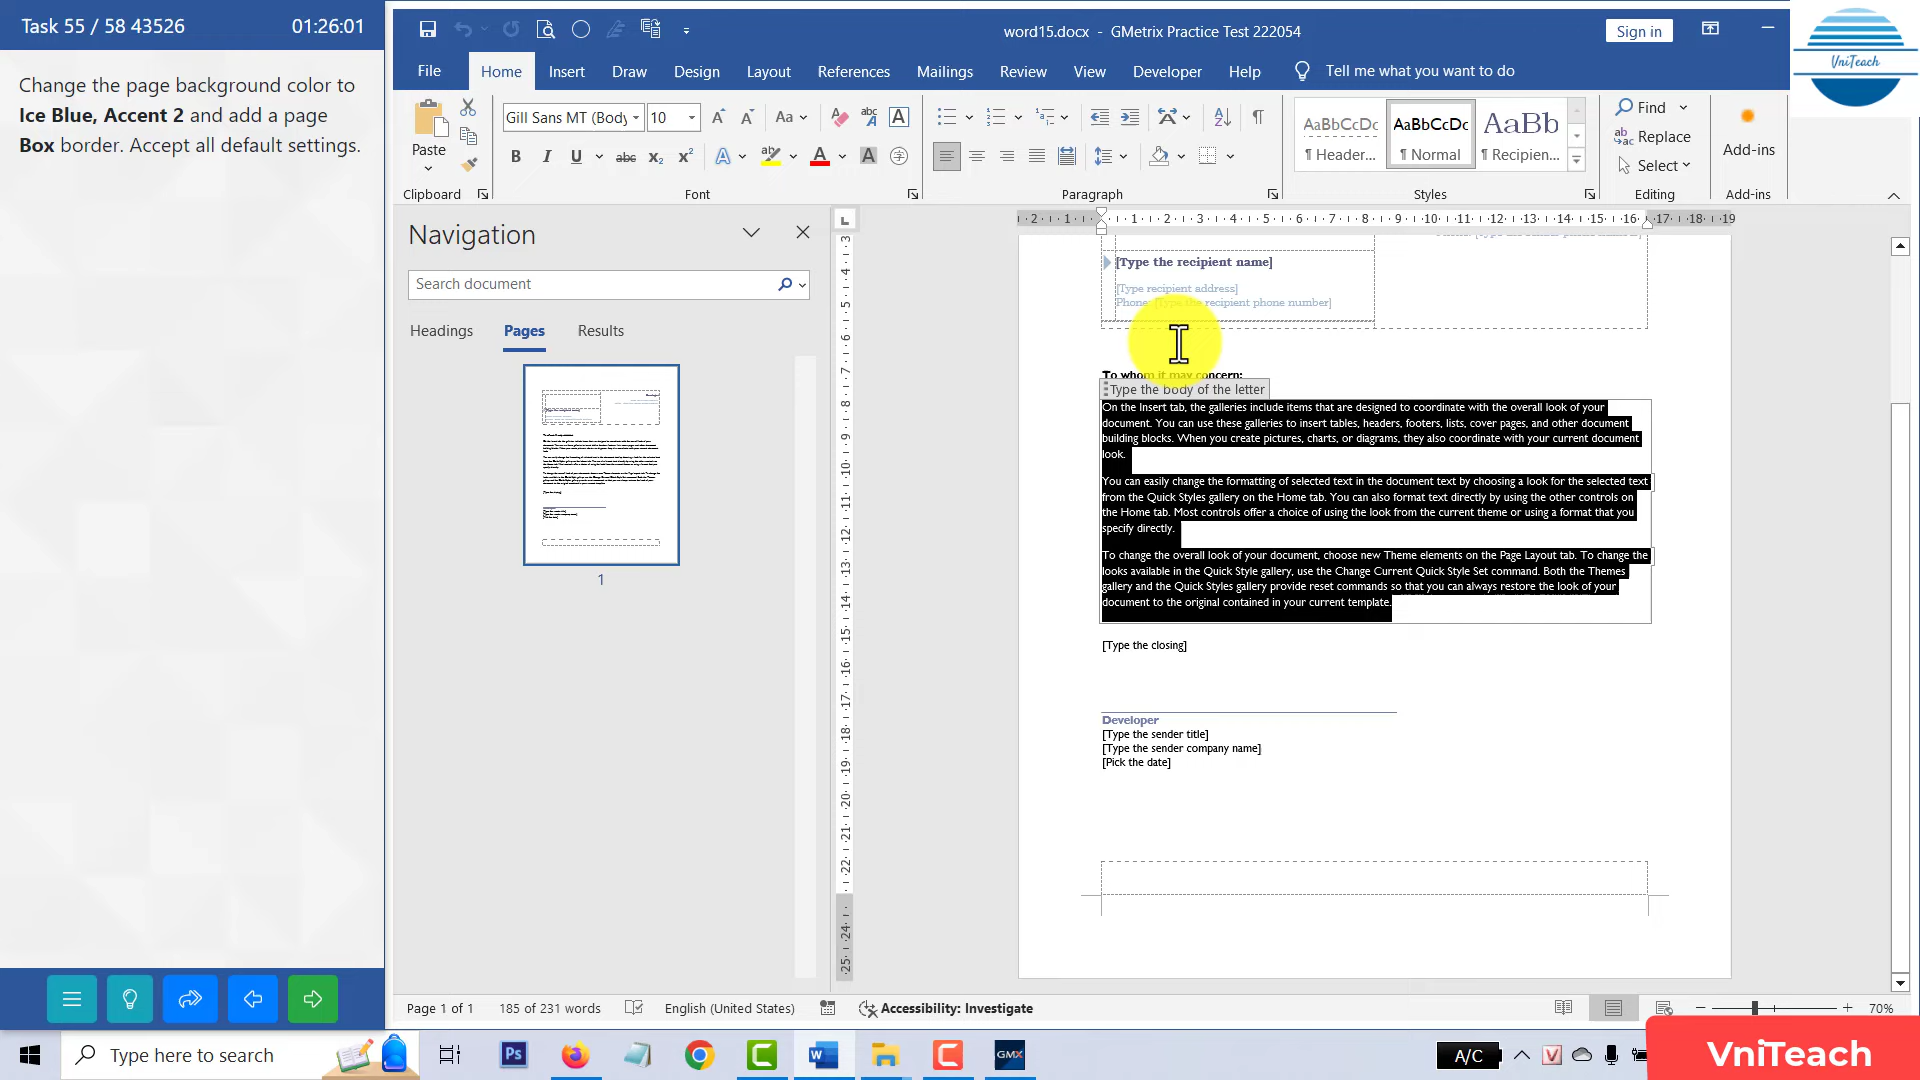 Task 55 / 58 43526
01:26:01
Change the page background color to
Ice Blue, Accent 2 and add a page
Box border. Accept all default settings.
word15.docx - GMetrix Practice Test 222054
Sign in
VniTeach
File
Home
Insert
Draw
Design
Layout
References
Mailings
Review
View
Developer
Help
Tell me what you want to do
Paste
Clipboard
Gill Sans MT (Body
10
Font
Paragraph
AaBbCcDc
¶ Header...
AaBbCcDc
¶ Normal
AaBb
¶ Recipien...
Styles
Find
Replace
Select
Editing
Add-ins
Add-ins
Navigation
Search document
Headings
Pages
Results
1
[Type the recipient name]
[Type recipient address]
Phone: [Type the recipient phone number]
To whom it may concern:
Type the body of the letter
On the Insert tab, the galleries include items that are designed to coordinate with the overall look of your
document. You can use these galleries to insert tables, headers, footers, lists, cover pages, and other document
building blocks. When you create pictures, charts, or diagrams, they also coordinate with your current document
look.
You can easily change the formatting of selected text in the document text by choosing a look for the selected text
from the Quick Styles gallery on the Home tab. You can also format text directly by using the other controls on
the Home tab. Most controls offer a choice of using the look from the current theme or using a format that you
specify directly.
To change the overall look of your document, choose new Theme elements on the Page Layout tab. To change the
looks available in the Quick Style gallery, use the Change Current Quick Style Set command. Both the Themes
gallery and the Quick Styles gallery provide reset commands so that you can always restore the look of your
document to the original contained in your current template.
[Type the closing]
Developer
[Type the sender title]
[Type the sender company name]
[Pick the date]
Page 1 of 1
185 of 231 words
English (United States)
Accessibility: Investigate
70%
Type here to search
A/C
VniTeach